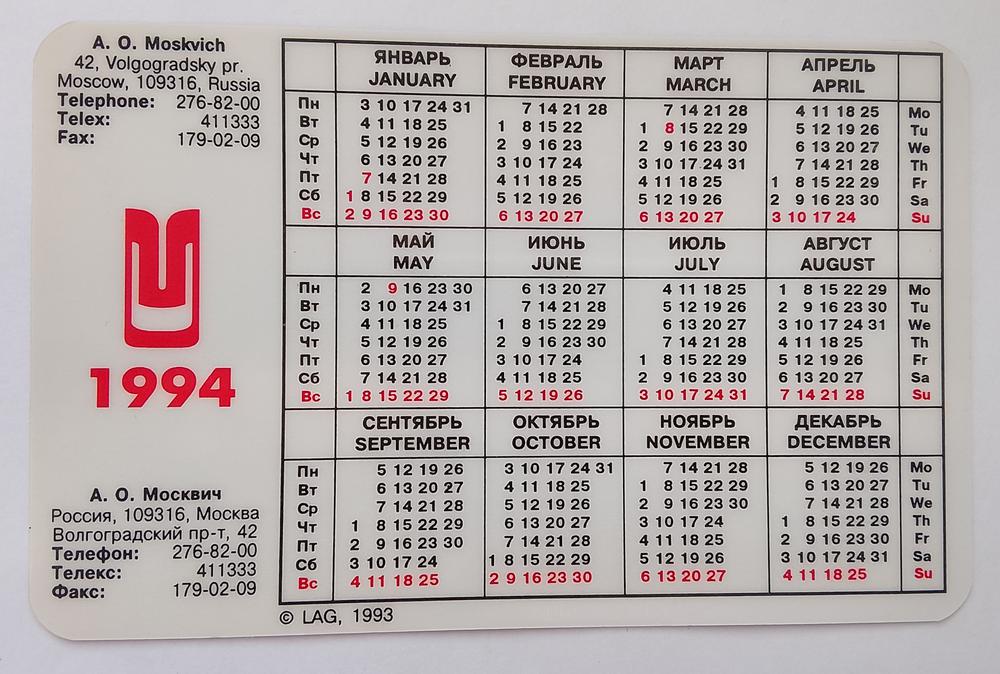 A. O. Moskvich
42, Volgogradsky pr.
Moscow, 109316, Russia
Telephone: 276-82-00
Telex: 411333
Fax: 179-02-09
1994
А. О. Москвич
Россия, 109316, Москва
Волгоградский пр-т, 42
Телефон: 276-82-00
Телекс: 411333
Факс: 179-02-09
ЯНВАРЬ ФЕВРАЛЬ МАРТ АПРЕЛЬ
JANUARY FEBRUARY MARCH APRIL
Пн 3 10 17 24 31 7 14 21 28 7 14 21 28 4 11 18 25 Mo
Вт 4 11 18 25 1 8 15 22 1 8 15 22 29 5 12 19 26 Tu
Ср 5 12 19 26 2 9 16 23 2 9 16 23 30 6 13 20 27 We
Чт 6 13 20 27 3 10 17 24 3 10 17 24 31 7 14 21 28 Th
Пт 7 14 21 28 4 11 18 25 4 11 18 25 1 8 15 22 29 Fr
Сб 1 8 15 22 29 5 12 19 26 5 12 19 26 2 9 16 23 30 Sa
Вс 2 9 16 23 30 6 13 20 27 6 13 20 27 3 10 17 24 Su
МАЙ ИЮНЬ ИЮЛЬ АВГУСТ
MAY JUNE JULY AUGUST
Пн 2 9 16 23 30 6 13 20 27 4 11 18 25 1 8 15 22 29 Mo
Вт 3 10 17 24 31 7 14 21 28 5 12 19 26 2 9 16 23 30 Tu
Ср 4 11 18 25 1 8 15 22 29 6 13 20 27 3 10 17 24 31 We
Чт 5 12 19 26 2 9 16 23 30 7 14 21 28 4 11 18 25 Th
Пт 6 13 20 27 3 10 17 24 1 8 15 22 29 5 12 19 26 Fr
Сб 7 14 21 28 4 11 18 25 2 9 16 23 30 6 13 20 27 Sa
Вс 1 8 15 22 29 5 12 19 26 3 10 17 24 31 7 14 21 28 Su
СЕНТЯБРЬ ОКТЯБРЬ НОЯБРЬ ДЕКАБРЬ
SEPTEMBER OCTOBER NOVEMBER DECEMBER
Пн 5 12 19 26 3 10 17 24 31 7 14 21 28 5 12 19 26 Mo
Вт 6 13 20 27 4 11 18 25 1 8 15 22 29 6 13 20 27 Tu
Ср 7 14 21 28 5 12 19 26 2 9 16 23 30 7 14 21 28 We
Чт 1 8 15 22 29 6 13 20 27 3 10 17 24 1 8 15 22 29 Th
Пт 2 9 16 23 30 7 14 21 28 4 11 18 25 2 9 16 23 30 Fr
Сб 3 10 17 24 1 8 15 22 29 5 12 19 26 3 10 17 24 31 Sa
Вс 4 11 18 25 2 9 16 23 30 6 13 20 27 4 11 18 25 Su
© LAG, 1993